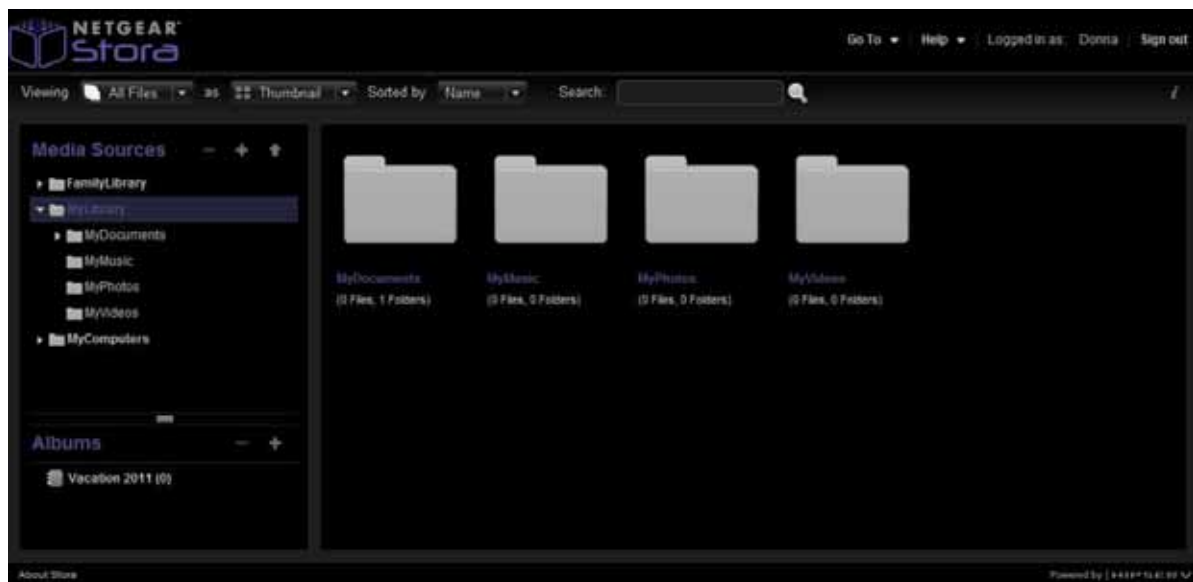 NETGEAR
Stora
Go To Help Logged in as: Donna Sign out
Viewing All Files as Thumbnail Sorted by Name Search:
Media Sources
FamilyLibrary
MyLibrary
MyDocuments
MyMusic
MyPhotos
MyVideos
MyComputers
MyDocuments
(0 Files, 1 Folders)
MyMusic
(0 Files, 0 Folders)
MyPhotos
(0 Files, 0 Folders)
MyVideos
(0 Files, 0 Folders)
Albums
Vacation 2011 (0)
About Stora
Powered by